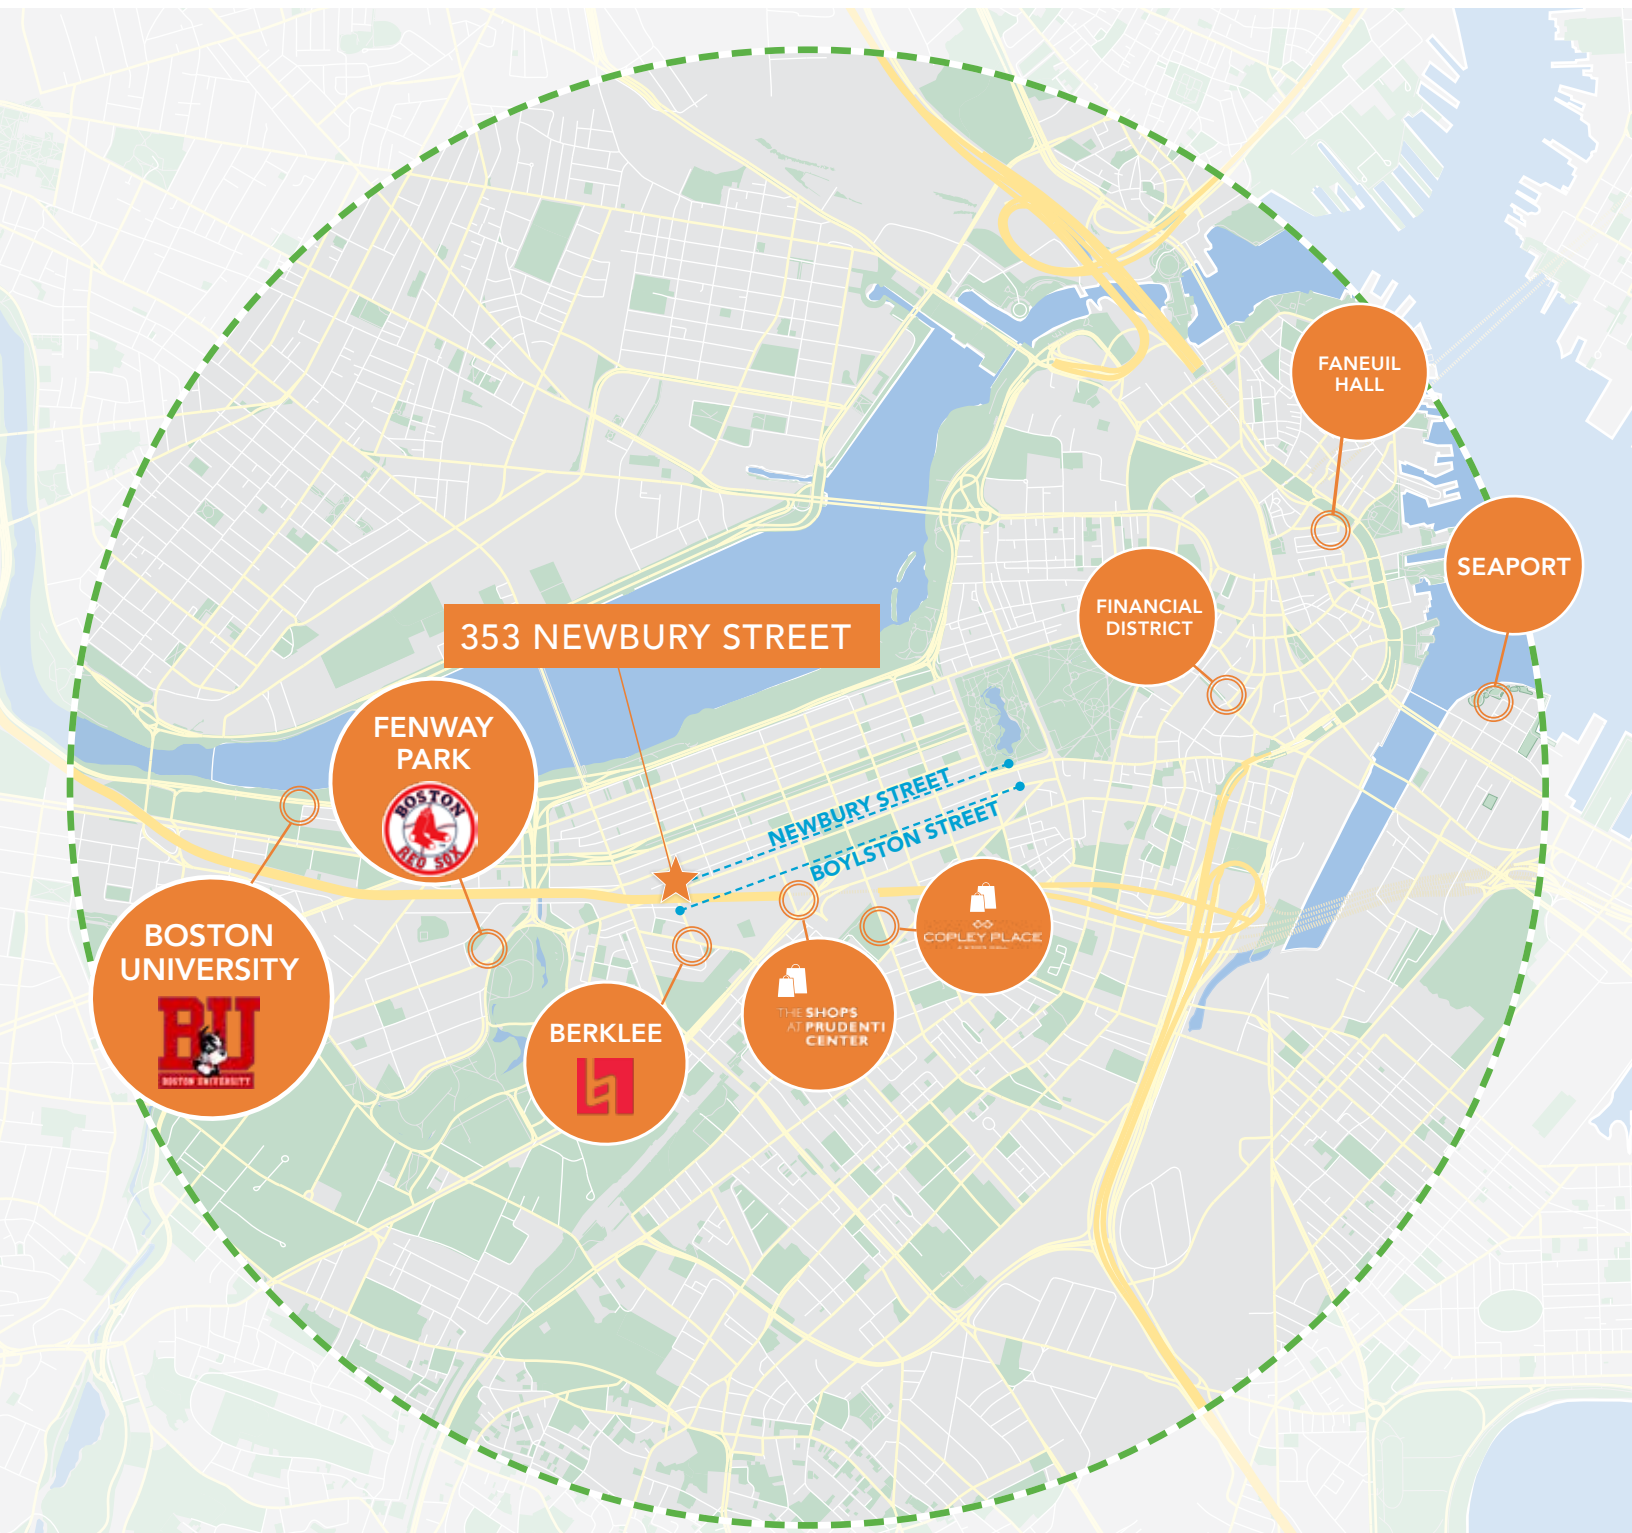 FANEUIL
HALL
SEAPORT
FINANCIAL
DISTRICT
353 NEWBURY STREET
FENWAY
PARK
BOSTON
RED SOX
NEWBURY STREET
BOYLSTON STREET
COPLEY PLACE
BOSTON
UNIVERSITY
BU
BOSTON UNIVERSITY
BERKLEE
THE SHOPS
AT PRUDENTI
CENTER